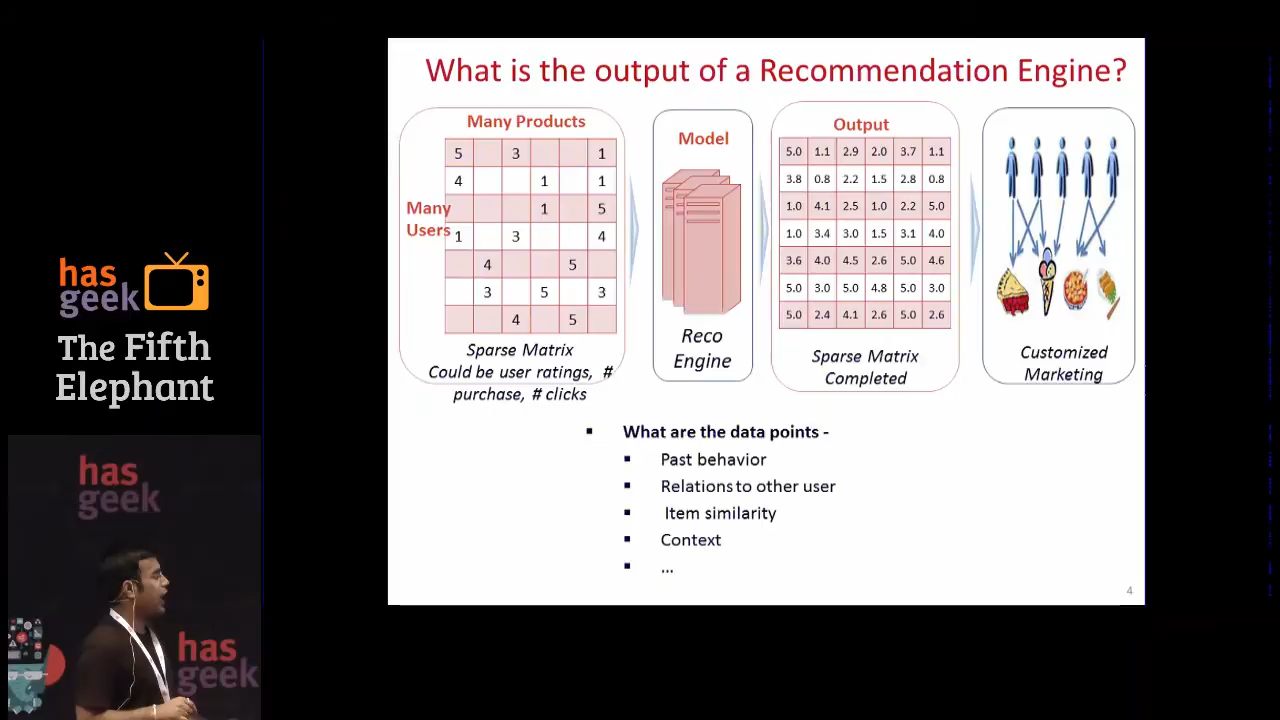 What is the output of a Recommendation Engine?
Many Products
5 3 1
4 1 1
1 5
1 3 4
4 5
3 5 3
4 5
Many
Users
Sparse Matrix
Could be user ratings, #
purchase, # clicks
Model
Reco
Engine
Output
5.0 1.1 2.9 2.0 3.7 1.1
3.8 0.8 2.2 1.5 2.8 0.8
1.0 4.1 2.5 1.0 2.2 5.0
1.0 3.4 3.0 1.5 3.1 4.0
3.6 4.0 4.5 2.6 5.0 4.6
5.0 3.0 5.0 4.8 5.0 3.0
5.0 2.4 4.1 2.6 5.0 2.6
Sparse Matrix
Completed
Customized
Marketing
▪ What are the data points -
▪ Past behavior
▪ Relations to other user
▪ Item similarity
▪ Context
▪ ...
4
has
geek
The Fifth
Elephant
has
geek
has
geek